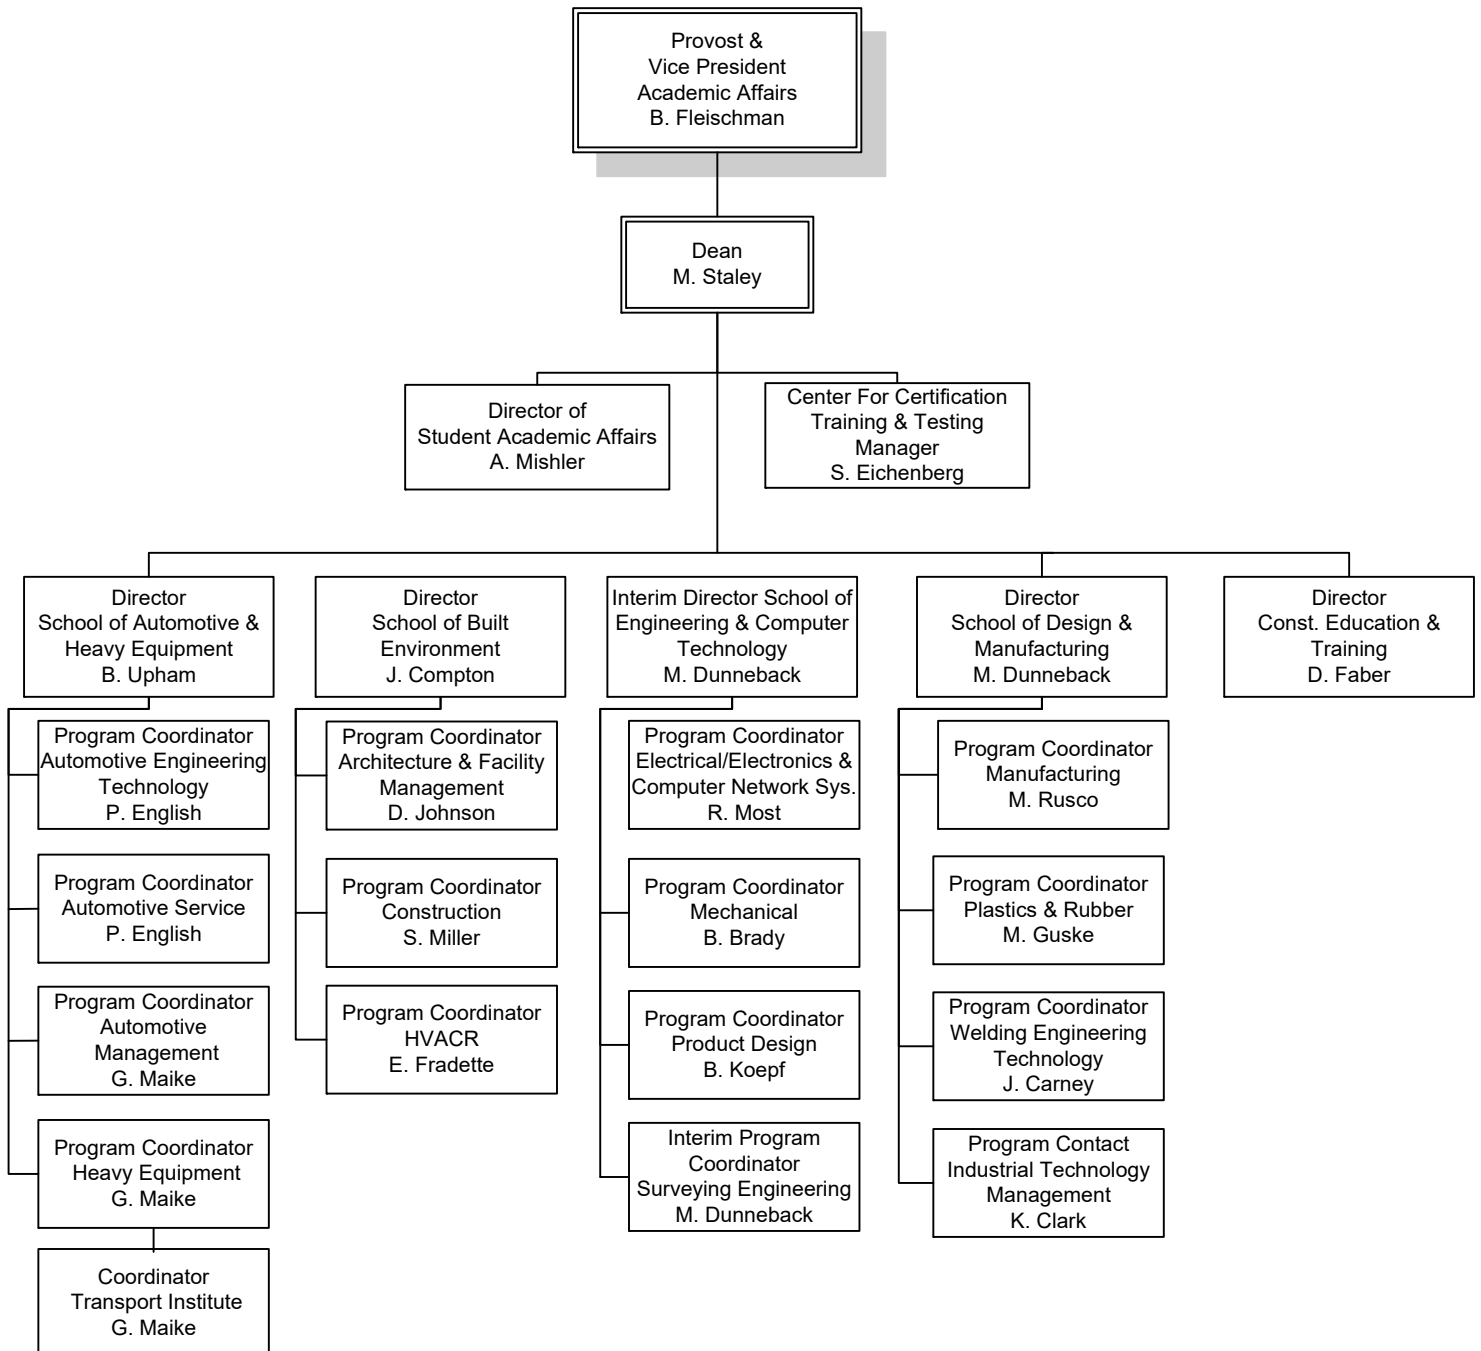 Provost &
Vice President
Academic Affairs
B. Fleischman
Dean
M. Staley
Director of
Student Academic Affairs
A. Mishler
Center For Certification
Training & Testing
Manager
S. Eichenberg
Director
School of Automotive &
Heavy Equipment
B. Upham
Director
School of Built
Environment
J. Compton
Interim Director School of
Engineering & Computer
Technology
M. Dunneback
Director
School of Design &
Manufacturing
M. Dunneback
Director
Const. Education &
Training
D. Faber
Program Coordinator
Automotive Engineering
Technology
P. English
Program Coordinator
Automotive Service
P. English
Program Coordinator
Automotive
Management
G. Maike
Program Coordinator
Heavy Equipment
G. Maike
Coordinator
Transport Institute
G. Maike
Program Coordinator
Architecture & Facility
Management
D. Johnson
Program Coordinator
Construction
S. Miller
Program Coordinator
HVACR
E. Fradette
Program Coordinator
Electrical/Electronics &
Computer Network Sys.
R. Most
Program Coordinator
Mechanical
B. Brady
Program Coordinator
Product Design
B. Koepf
Interim Program
Coordinator
Surveying Engineering
M. Dunneback
Program Coordinator
Manufacturing
M. Rusco
Program Coordinator
Plastics & Rubber
M. Guske
Program Coordinator
Welding Engineering
Technology
J. Carney
Program Contact
Industrial Technology
Management
K. Clark